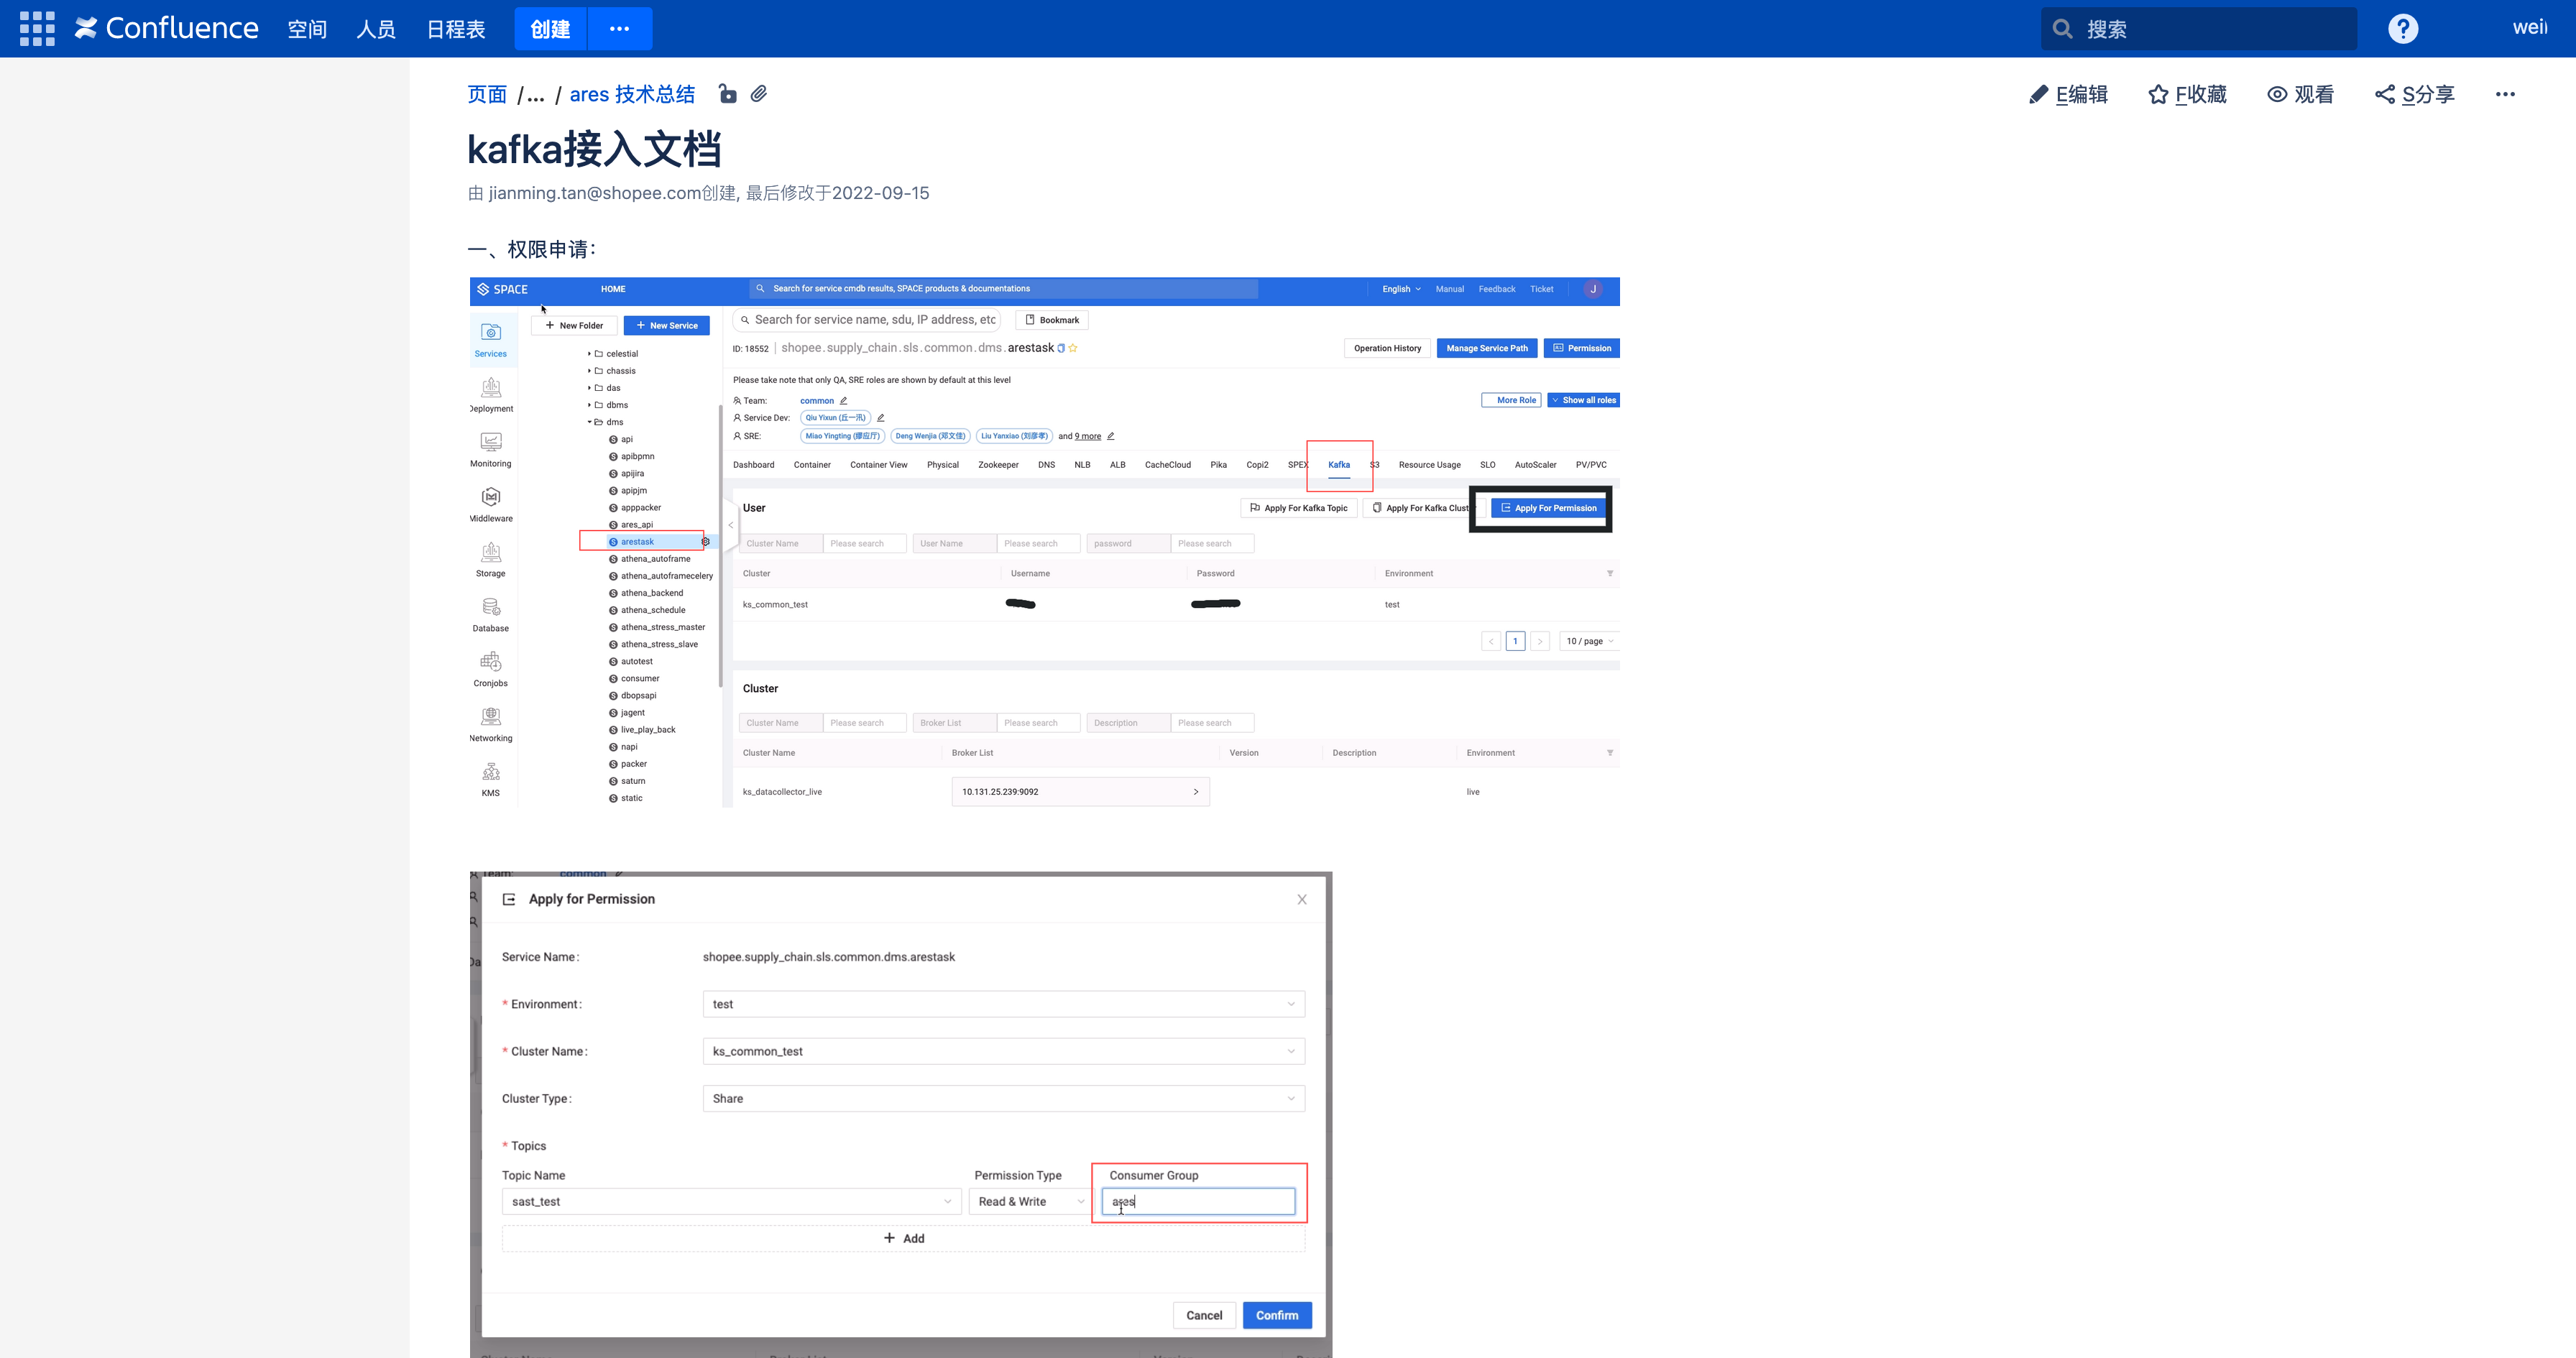 Confluence 空间 人员 日程表 创建 ··· 搜索 ? weil
页面 /... / ares 技术总结 E编辑 F收藏 观看 S分享 ···
kafka接入文档
由 jianming.tan@shopee.com创建, 最后修改于2022-09-15
一、权限申请：
SPACE HOME Search for service cmdb results, SPACE products & documentations English Manual Feedback Ticket J
Services
Deployment
Monitoring
Middleware
Storage
Database
Cronjobs
Networking
KMS
+ New Folder + New Service
celestial
chassis
das
dbms
dms
api
apibpmn
apijira
apipjm
apppacker
ares_api
arestask
athena_autoframe
athena_autoframecelery
athena_backend
athena_schedule
athena_stress_master
athena_stress_slave
autotest
consumer
dbopsapi
jagent
live_play_back
napi
packer
saturn
static
Search for service name, sdu, IP address, etc Bookmark
ID: 18552 shopee.supply_chain.sls.common.dms.arestask Operation History Manage Service Path Permission
Please take note that only QA, SRE roles are shown by default at this level
Team: common More Role Show all roles
Service Dev: Qiu Yixun (丘一汛)
SRE: Miao Yingting (缪应厅) Deng Wenjia (邓文佳) Liu Yanxiao (刘彦孝) and 9 more
Dashboard Container Container View Physical Zookeeper DNS NLB ALB CacheCloud Pika Copi2 SPEX Kafka S3 Resource Usage SLO AutoScaler PV/PVC
User Apply For Kafka Topic Apply For Kafka Clust Apply For Permission
Cluster Name Please search User Name Please search password Please search
Cluster Username Password Environment
ks_common_test test
< 1 > 10 / page
Cluster
Cluster Name Please search Broker List Please search Description Please search
Cluster Name Broker List Version Description Environment
ks_datacollector_live 10.131.25.239:9092 > live
Team: common
Apply for Permission X
Service Name: shopee.supply_chain.sls.common.dms.arestask
* Environment: test
* Cluster Name: ks_common_test
Cluster Type: Share
* Topics
Topic Name Permission Type Consumer Group
sast_test Read & Write ares
+ Add
Cancel Confirm